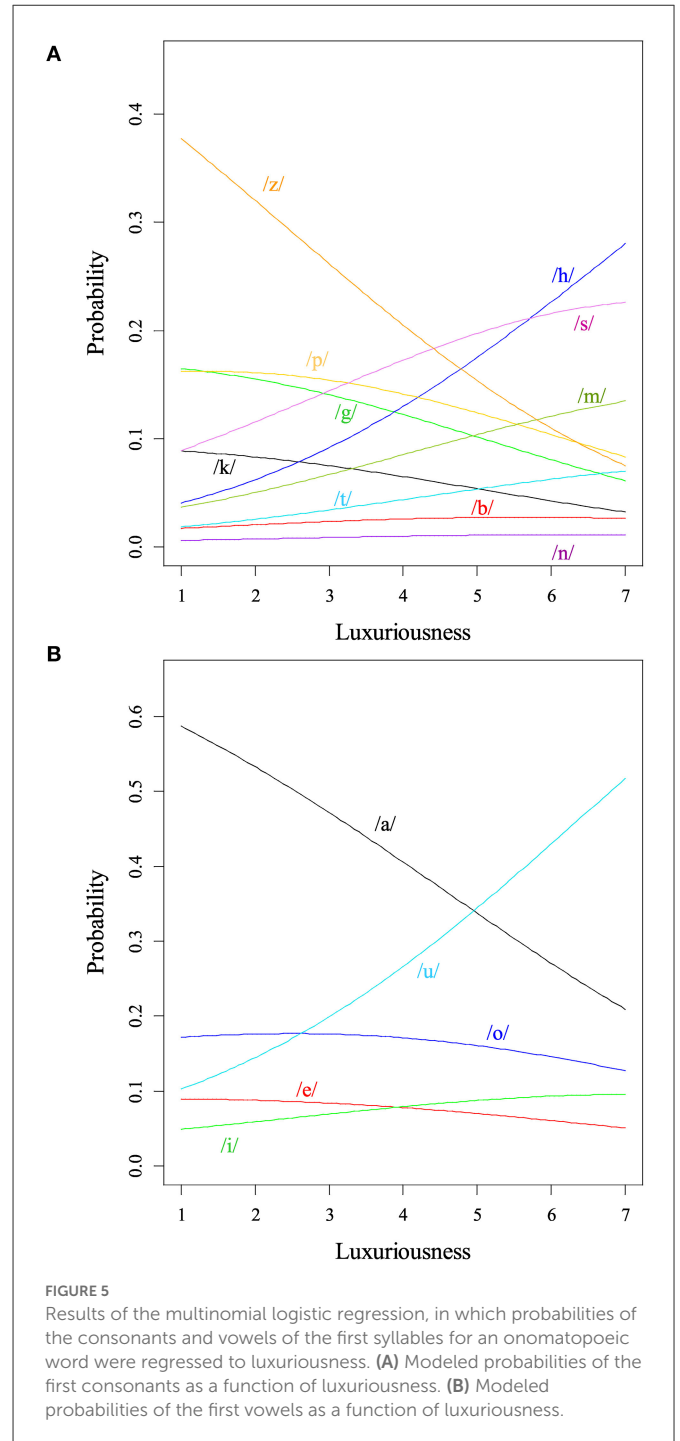 A
0.4
0.3
0.2
0.1
0.0
Probability
/z/
/h/
/s/
/p/
/m/
/g/
/k/
/t/
/b/
/n/
1 2 3 4 5 6 7
Luxuriousness
B
0.6
0.5
0.4
0.3
0.2
0.1
0.0
Probability
/a/
/u/
/o/
/e/
/i/
1 2 3 4 5 6 7
Luxuriousness
FIGURE 5
Results of the multinomial logistic regression, in which probabilities of
the consonants and vowels of the first syllables for an onomatopoeic
word were regressed to luxuriousness. (A) Modeled probabilities of the
first consonants as a function of luxuriousness. (B) Modeled
probabilities of the first vowels as a function of luxuriousness.